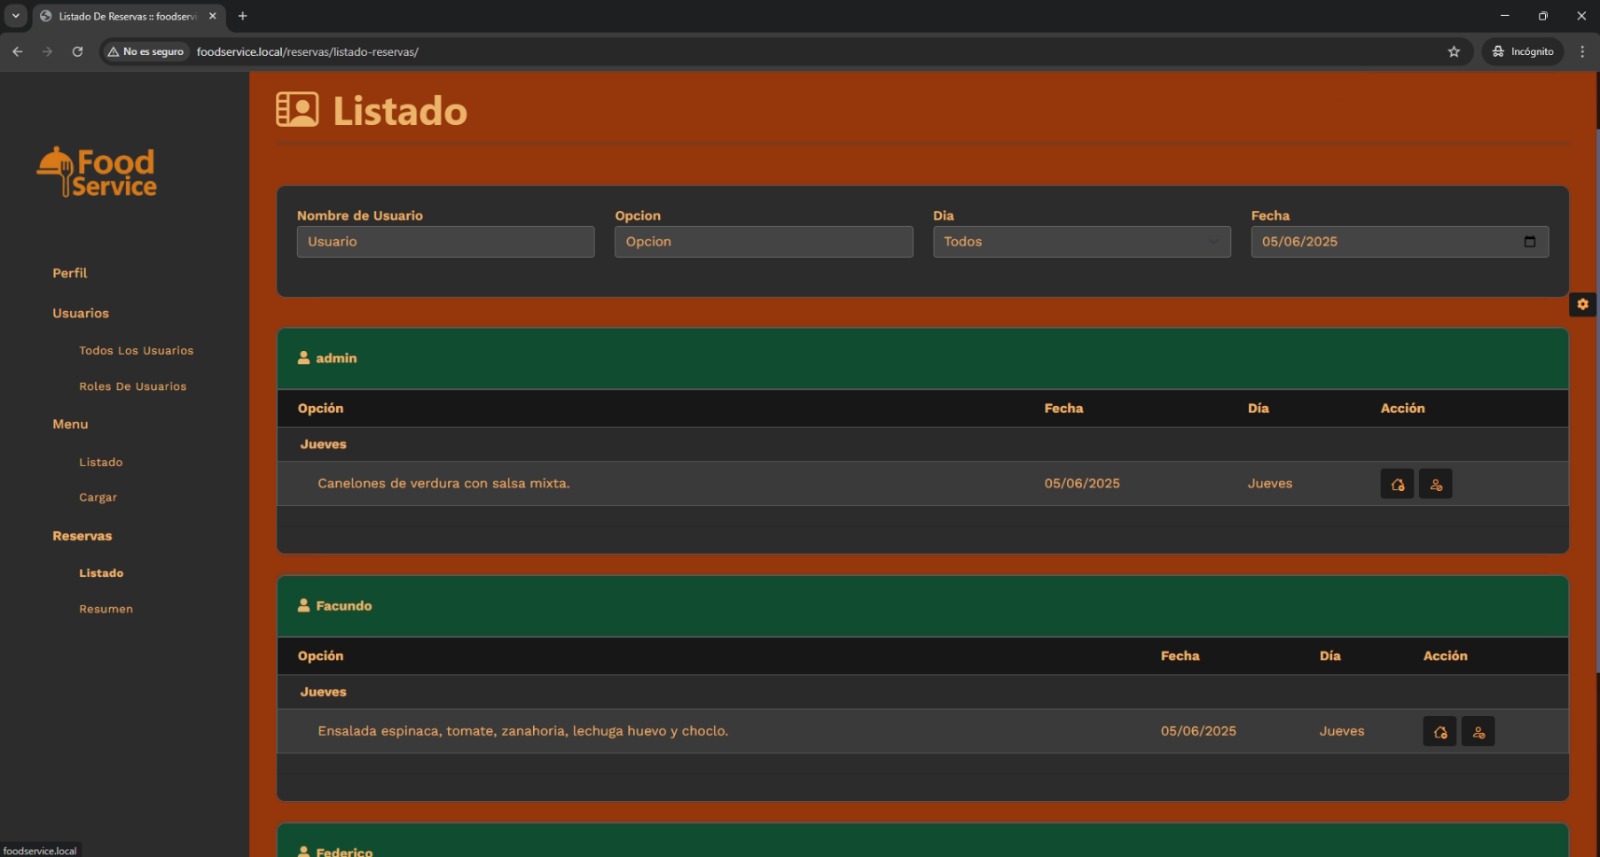 Listado De Reservas :: foodservi
No es seguro
foodservice.local/reservas/listado-reservas/
Incógnito
Food
Service
Perfil
Usuarios
Todos Los Usuarios
Roles De Usuarios
Menu
Listado
Cargar
Reservas
Listado
Resumen
Listado
Nombre de Usuario Opcion Dia Fecha
Usuario Opcion Todos 05/06/2025
admin
Opción Fecha Día Acción
Jueves
Canelones de verdura con salsa mixta. 05/06/2025 Jueves
Facundo
Opción Fecha Día Acción
Jueves
Ensalada espinaca, tomate, zanahoria, lechuga huevo y choclo. 05/06/2025 Jueves
Federico
foodservice.local